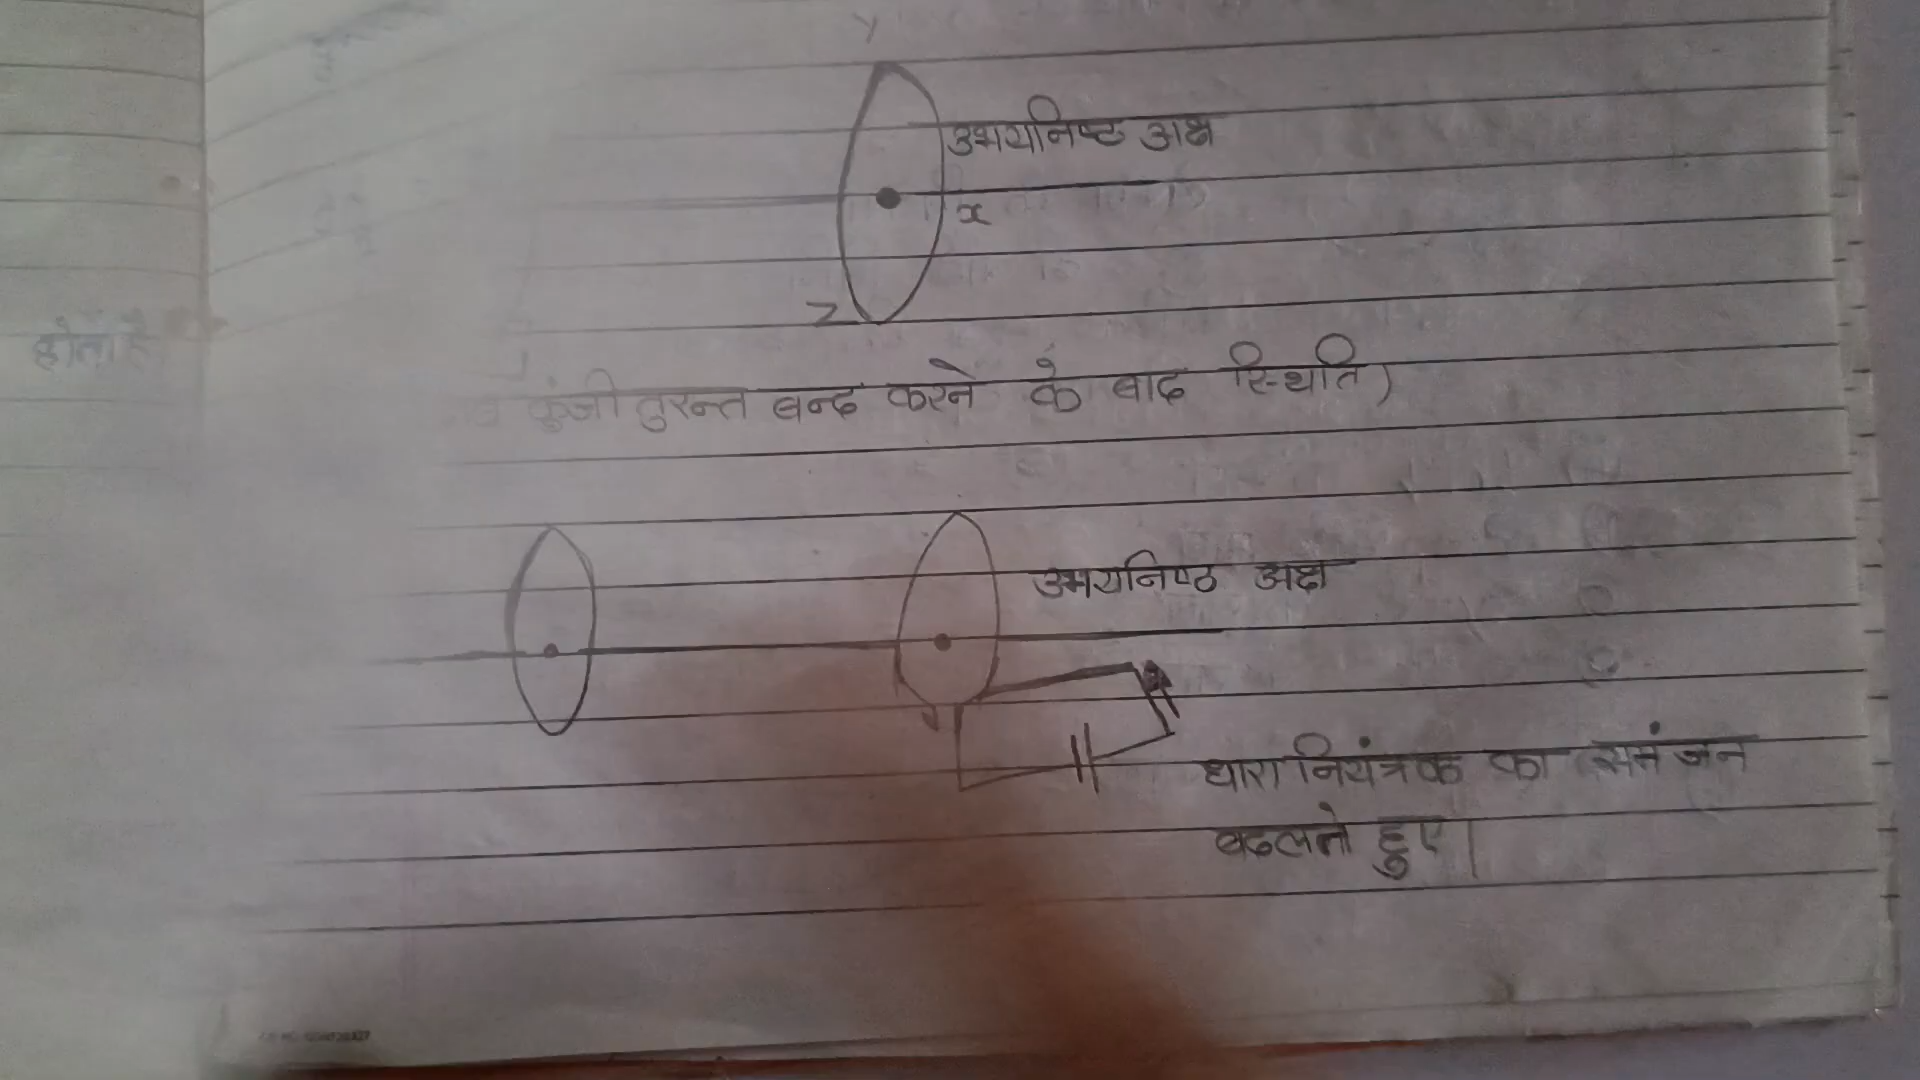 Y
उभयनिष्ट अक्ष
x
Z
होता है
कुंजी तुरन्त बन्द करने के बाद स्थिति)
उभयनिष्ठ अक्ष
धारा नियंत्रक का समंजन
बदलते हुए।